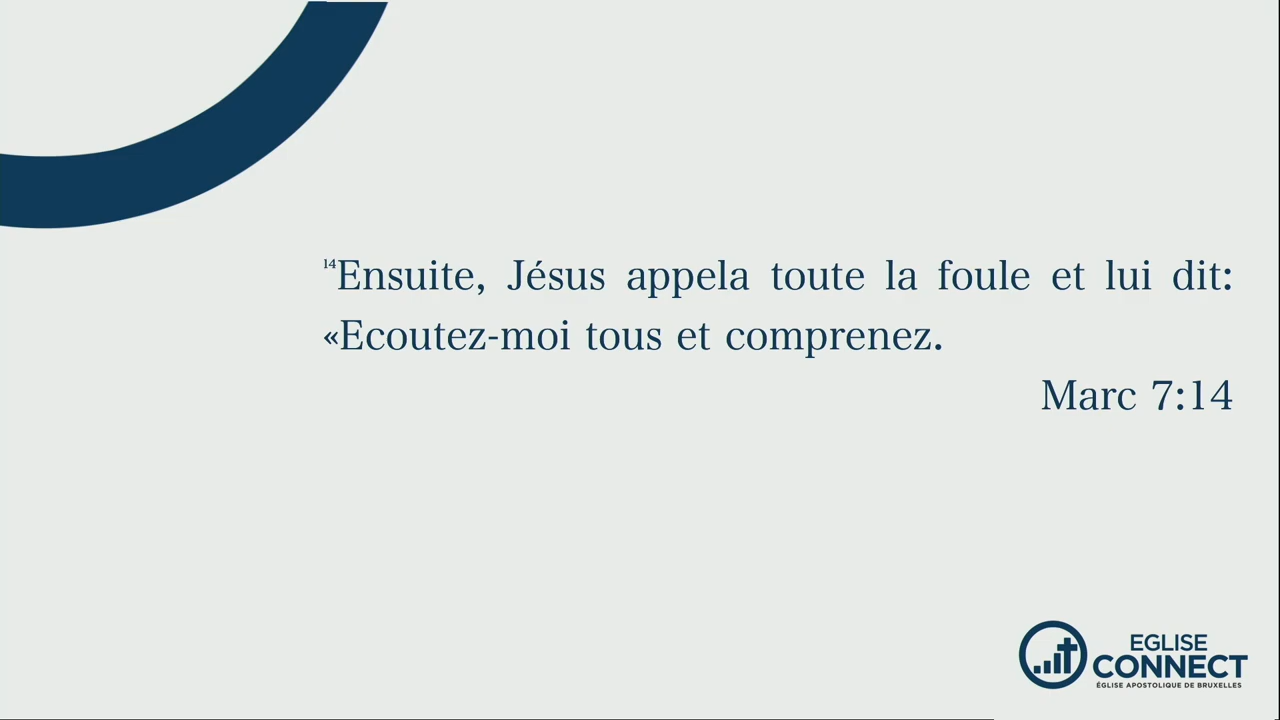 14Ensuite, Jésus appela toute la foule et lui dit:
«Ecoutez-moi tous et comprenez.
Marc 7:14
EGLISE
CONNECT
ÉGLISE APOSTOLIQUE DE BRUXELLES